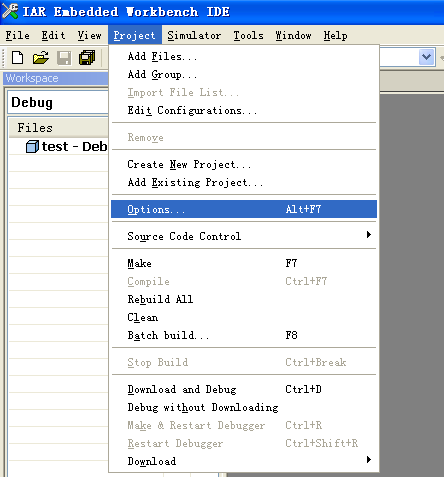 IAR Embedded Workbench IDE
File Edit View Project Simulator Tools Window Help
Workspace
Debug
Files
test - Deb
Add Files...
Add Group...
Import File List...
Edit Configurations...
Remove
Create New Project...
Add Existing Project...
Options... Alt+F7
Source Code Control
Make F7
Compile Ctrl+F7
Rebuild All
Clean
Batch build... F8
Stop Build Ctrl+Break
Download and Debug Ctrl+D
Debug without Downloading
Make & Restart Debugger Ctrl+R
Restart Debugger Ctrl+Shift+R
Download